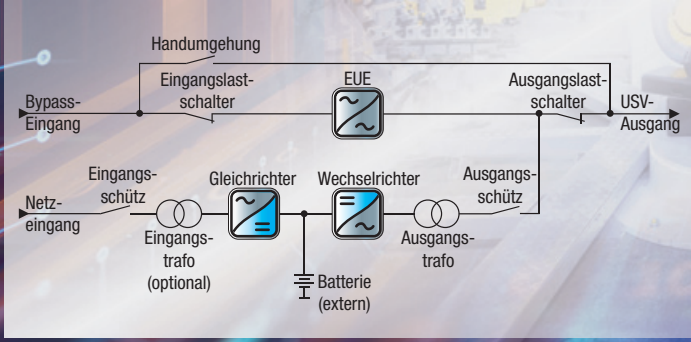 Handumgehung
Eingangslast-
schalter
EUE
Ausgangslast-
schalter
Bypass-
Eingang
USV-
Ausgang
Eingangs-
schütz
Gleichrichter
Wechselrichter
Ausgangs-
schütz
Netz-
eingang
Eingangs-
trafo
(optional)
Ausgangs-
trafo
Batterie
(extern)